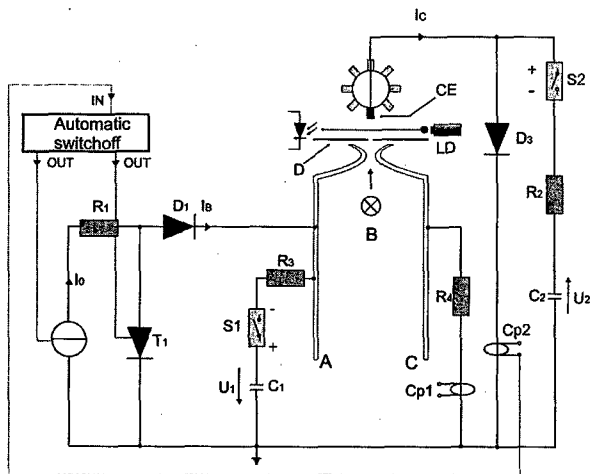 Ic
IN
Automatic
switchoff
OUT
OUT
CE
+
-
S2
D
LD
D3
R1
D1
IB
B
R2
I0
R3
R4
S1
-
+
C2
U2
T1
A
C
Cp2
U1
C1
Cp1